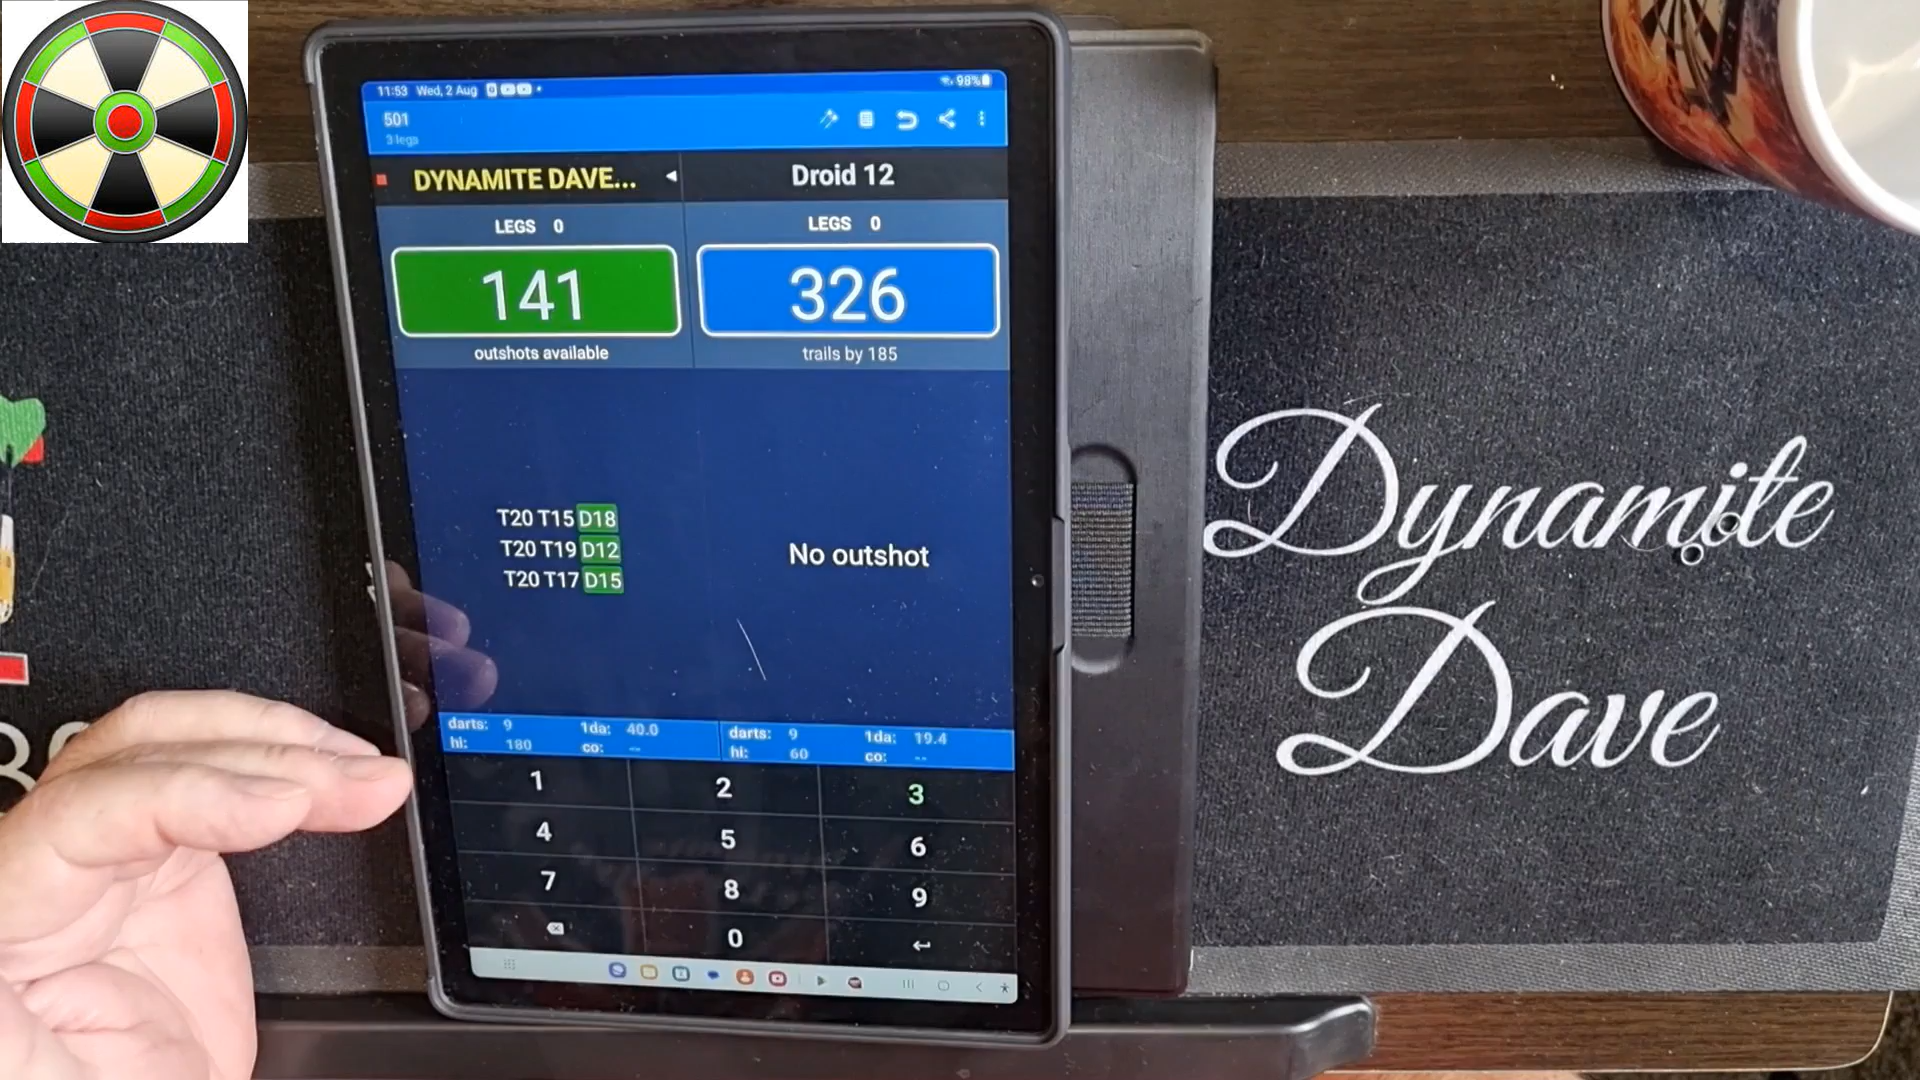 11:53 Wed, 2 Aug
98%
501
3 legs
DYNAMITE DAVE...
Droid 12
LEGS 0
LEGS 0
141
326
outshots available
trails by 185
T20 T15 D18
T20 T19 D12
T20 T17 D15
No outshot
darts: 9 1da: 40.0
hi: 180 co: --
darts: 9 1da: 19.4
hi: 60 co: --
1 2 3
4 5 6
7 8 9
0
Dynamite
Dave